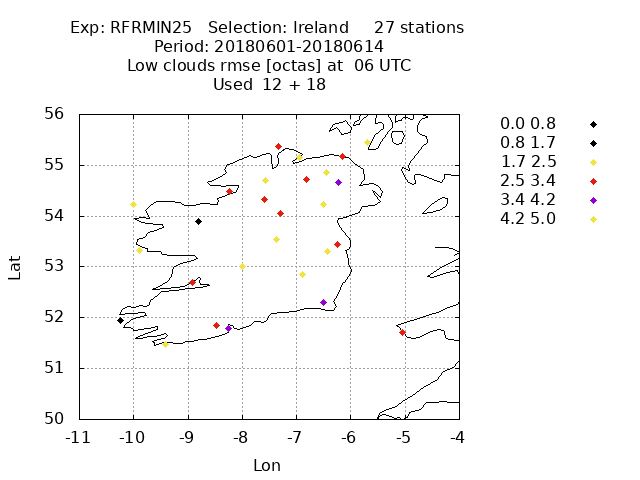 Exp: RFRMIN25 Selection: Ireland 27 stations
Period: 20180601-20180614
Low clouds rmse [octas] at 06 UTC
Used 12 + 18
56
55
54
53
52
51
50
-11 -10 -9 -8 -7 -6 -5 -4
Lat
Lon
0.0 0.8
0.8 1.7
1.7 2.5
2.5 3.4
3.4 4.2
4.2 5.0